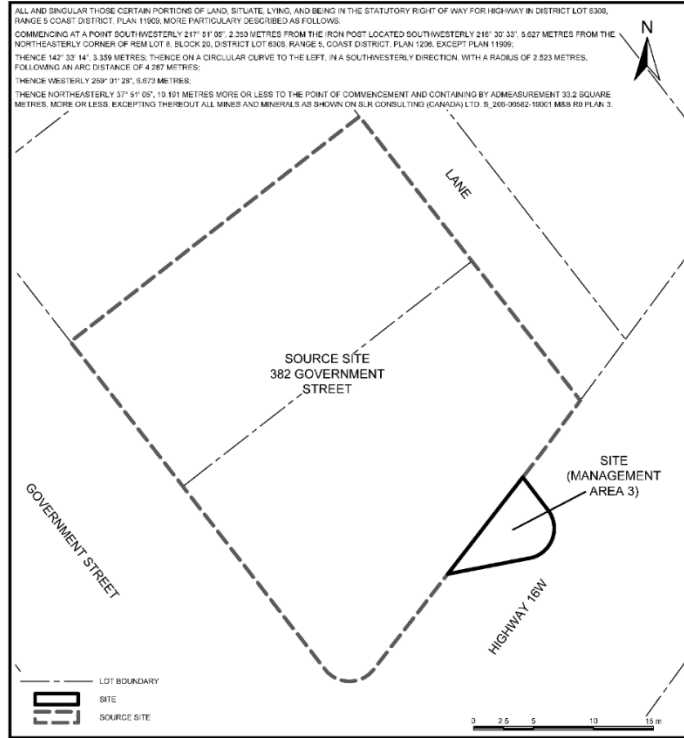 ALL AND SINGULAR THOSE CERTAIN PORTIONS OF LAND, SITUATE, LYING, AND BEING IN THE STATUTORY RIGHT OF WAY FOR HIGHWAY IN DISTRICT LOT 6308,
RANGE 5 COAST DISTRICT, PLAN 11909, MORE PARTICULARY DESCRIBED AS FOLLOWS:
COMMENCING AT A POINT SOUTHWESTERLY 217° 51' 05", 2.350 METRES FROM THE IRON POST LOCATED SOUTHWESTERLY 216° 30' 33", 5.627 METRES FROM THE
NORTHEASTERLY CORNER OF REM LOT 8, BLOCK 20, DISTRICT LOT 6308, RANGE 5, COAST DISTRICT, PLAN 1206, EXCEPT PLAN 11909;
THENCE 142° 33' 14", 3.359 METRES; THENCE ON A CIRCULAR CURVE TO THE LEFT, IN A SOUTHWESTERLY DIRECTION, WITH A RADIUS OF 2.523 METRES,
FOLLOWING AN ARC DISTANCE OF 4.287 METRES;
THENCE WESTERLY 259° 01' 28", 6.673 METRES;
THENCE NORTHEASTERLY 37° 51' 05", 10.191 METRES MORE OR LESS TO THE POINT OF COMMENCEMENT AND CONTAINING BY ADMEASUREMENT 33.2 SQUARE
METRES, MORE OR LESS. EXCEPTING THEREOUT ALL MINES AND MINERALS AS SHOWN ON SLR CONSULTING (CANADA) LTD. PLAN 3.
N
LANE
SOURCE SITE
382 GOVERNMENT
STREET
SITE
(MANAGEMENT
AREA 3)
GOVERNMENT STREET
HIGHWAY 16W
LOT BOUNDARY
SITE
SOURCE SITE
0 2.5 5 10 15 m